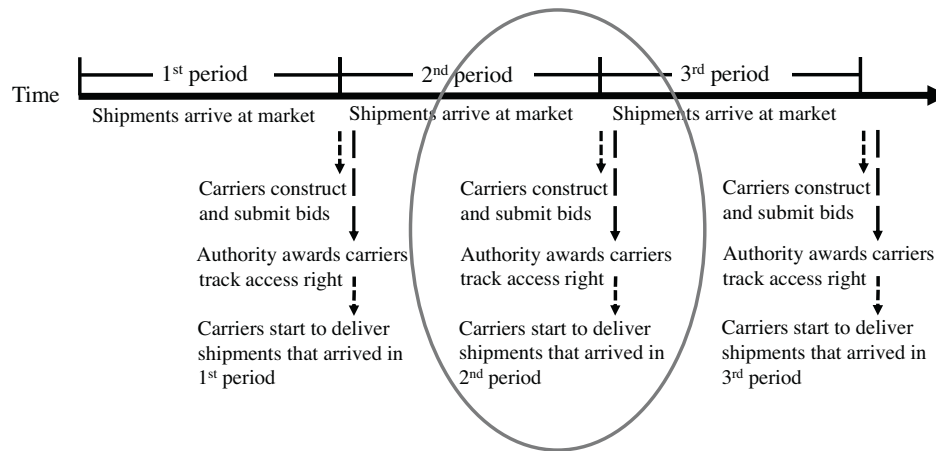 1st period
2nd period
3rd period
Time
Shipments arrive at market
Shipments arrive at market
Shipments arrive at market
Carriers construct
and submit bids
Authority awards carriers
track access right
Carriers start to deliver
shipments that arrived in
1st period
Carriers construct
and submit bids
Authority awards carriers
track access right
Carriers start to deliver
shipments that arrived in
2nd period
Carriers construct
and submit bids
Authority awards carriers
track access right
Carriers start to deliver
shipments that arrived in
3rd period